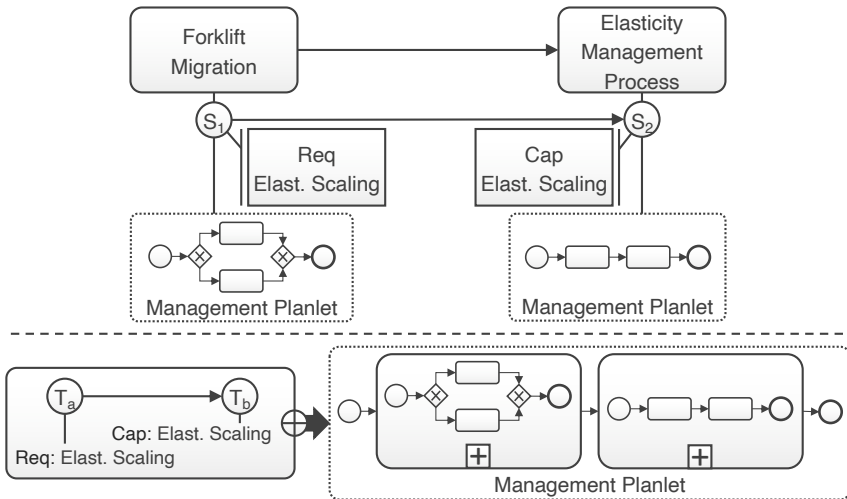 Forklift
Migration
Elasticity
Management
Process
S1
S2
Req
Elast. Scaling
Cap
Elast. Scaling
Management Planlet
Management Planlet
Ta
Tb
Cap: Elast. Scaling
Req: Elast. Scaling
Management Planlet